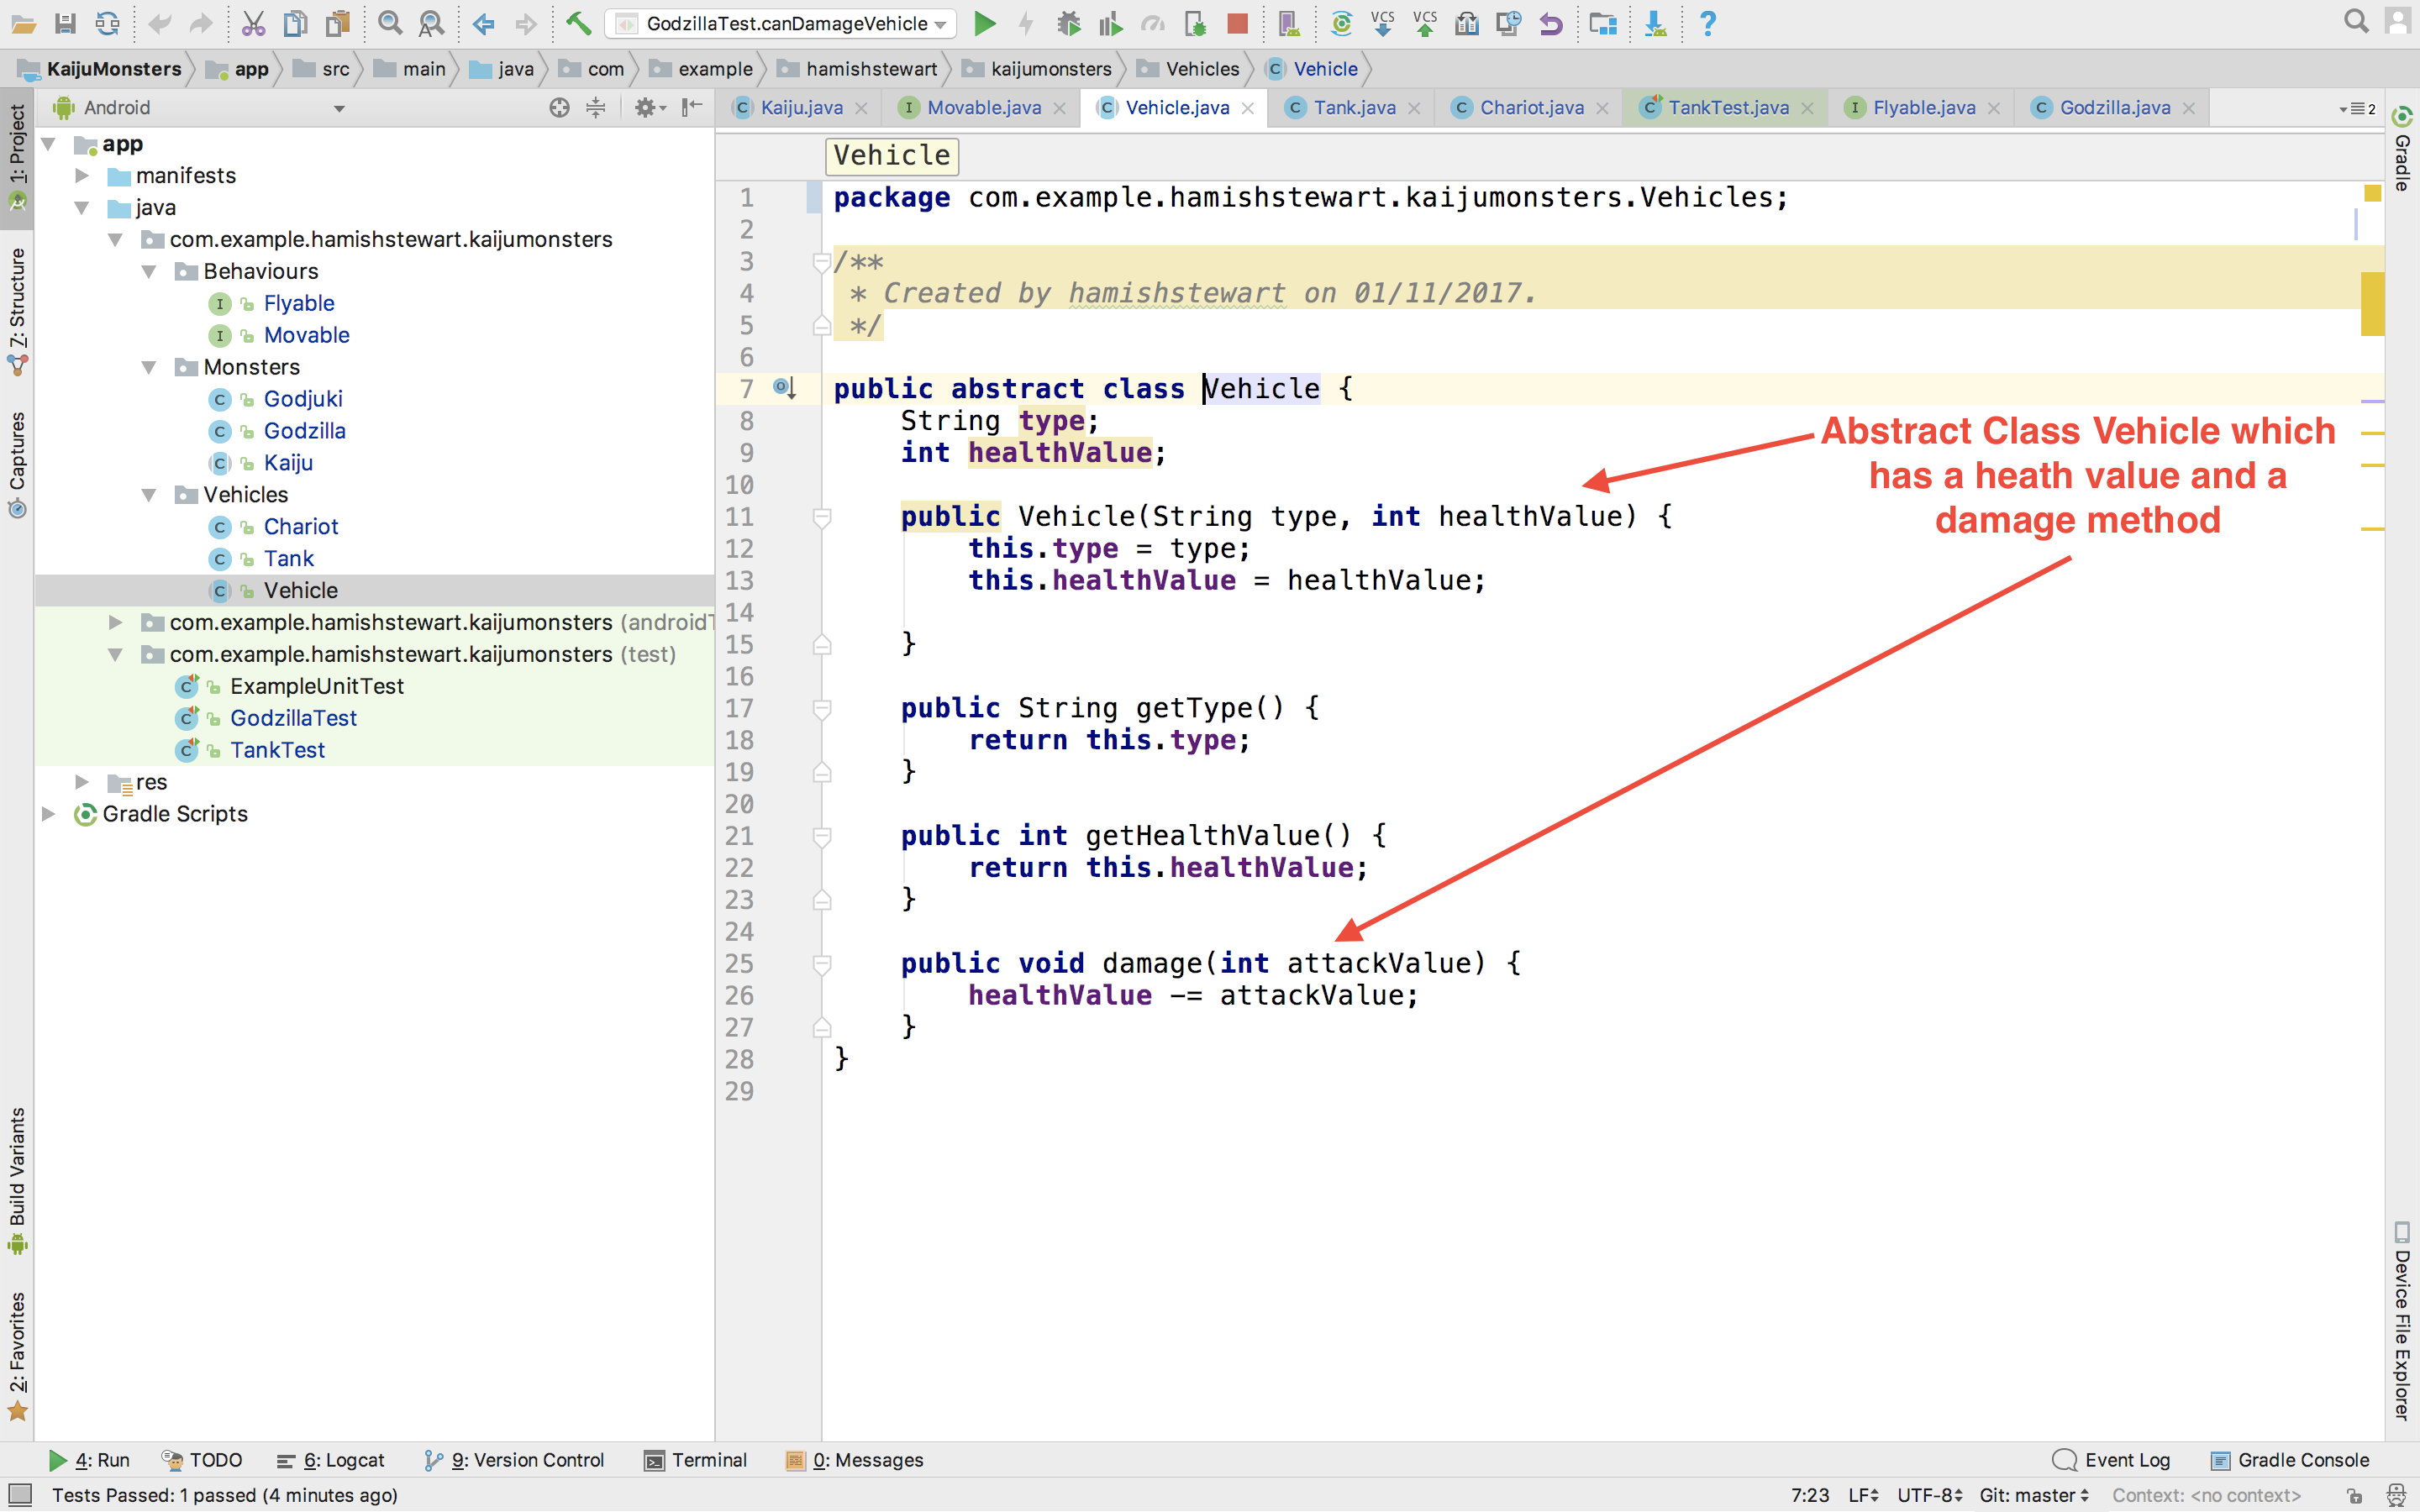 GodzillaTest.canDamageVehicle
VCS VCS
KaijuMonsters app src main java com example hamishstewart kaijumonsters Vehicles Vehicle
Android
Kaiju.java Movable.java Vehicle.java Tank.java Chariot.java TankTest.java Flyable.java Godzilla.java 2
1: Project
7: Structure
Captures
Build Variants
2: Favorites
app
manifests
java
com.example.hamishstewart.kaijumonsters
Behaviours
Flyable
Movable
Monsters
Godjuki
Godzilla
Kaiju
Vehicles
Chariot
Tank
Vehicle
com.example.hamishstewart.kaijumonsters (androidT
com.example.hamishstewart.kaijumonsters (test)
ExampleUnitTest
GodzillaTest
TankTest
res
Gradle Scripts
Vehicle
1 package com.example.hamishstewart.kaijumonsters.Vehicles;
2
3 /**
4 * Created by hamishstewart on 01/11/2017.
5 */
6
7 public abstract class Vehicle {
8 String type;
9 int healthValue;
10
11 public Vehicle(String type, int healthValue) {
12 this.type = type;
13 this.healthValue = healthValue;
14
15 }
16
17 public String getType() {
18 return this.type;
19 }
20
21 public int getHealthValue() {
22 return this.healthValue;
23 }
24
25 public void damage(int attackValue) {
26 healthValue -= attackValue;
27 }
28 }
29
Abstract Class Vehicle which
has a heath value and a
damage method
Gradle
Device File Explorer
4: Run TODO 6: Logcat 9: Version Control Terminal 0: Messages Event Log Gradle Console
Tests Passed: 1 passed (4 minutes ago) 7:23 LF UTF-8 Git: master Context: <no context>